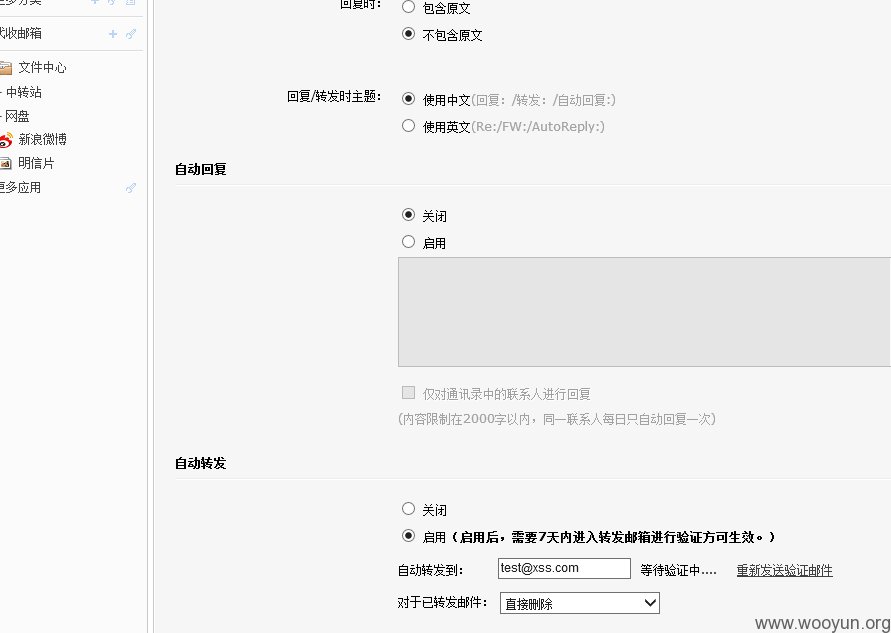 代收邮箱
文件中心
中转站
网盘
新浪微博
明信片
更多应用
回复时:
包含原文
不包含原文
回复/转发时主题:
使用中文(回复: /转发: /自动回复:)
使用英文(Re:/FW:/AutoReply:)
自动回复
关闭
启用
仅对通讯录中的联系人进行回复
(内容限制在2000字以内，同一联系人每日只自动回复一次)
自动转发
关闭
启用(启用后，需要7天内进入转发邮箱进行验证方可生效。)
自动转发到: test@xss.com 等待验证中.... 重新发送验证邮件
对于已转发邮件: 直接删除
www.wooyun.org